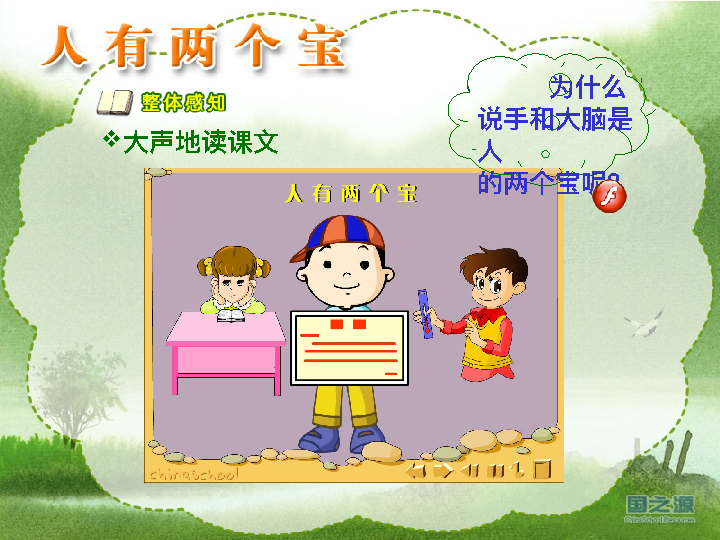 人有两个宝
整体感知
❖大声地读课文
为什么
说手和大脑是
人
的两个宝呢?
人有两个宝
chinaschool
国之源